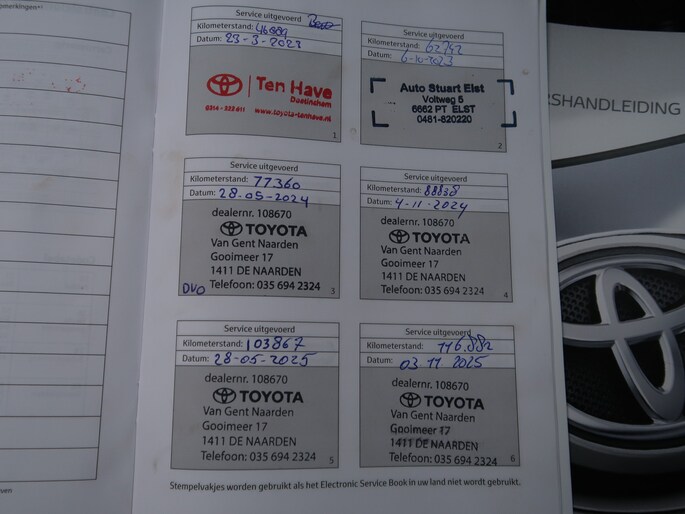 Service uitgevoerd
Kilometerstand: 46889
Datum: 23-3-2023
Ten Have
Doetinchem
0314-332 611
www.toyota-tenhave.nl
1
Service uitgevoerd
Kilometerstand: 62742
Datum: 6-10-2023
Auto Stuart Elst
Voltweg 5
6662 PT ELST
0481-820220
2
Service uitgevoerd
Kilometerstand: 77360
Datum: 28-05-2024
dealernr. 108670
TOYOTA
Van Gent Naarden
Gooimeer 17
1411 DE NAARDEN
DVO Telefoon: 035 694 2324
3
Service uitgevoerd
Kilometerstand: 88838
Datum: 4-11-2024
dealernr. 108670
TOYOTA
Van Gent Naarden
Gooimeer 17
1411 DE NAARDEN
Telefoon: 035 694 2324
4
Service uitgevoerd
Kilometerstand: 103867
Datum: 28-05-2025
dealernr. 108670
TOYOTA
Van Gent Naarden
Gooimeer 17
1411 DE NAARDEN
Telefoon: 035 694 2324
5
Service uitgevoerd
Kilometerstand: 116.882
Datum: 03 11 2025
dealernr. 108670
TOYOTA
Van Gent Naarden
Gooimeer 17
1411 DE NAARDEN
Telefoon: 035 694 2324
6
Stempelvakjes worden gebruikt als het Electronic Service Book in uw land niet wordt gebruikt.
RSHANDLEIDING